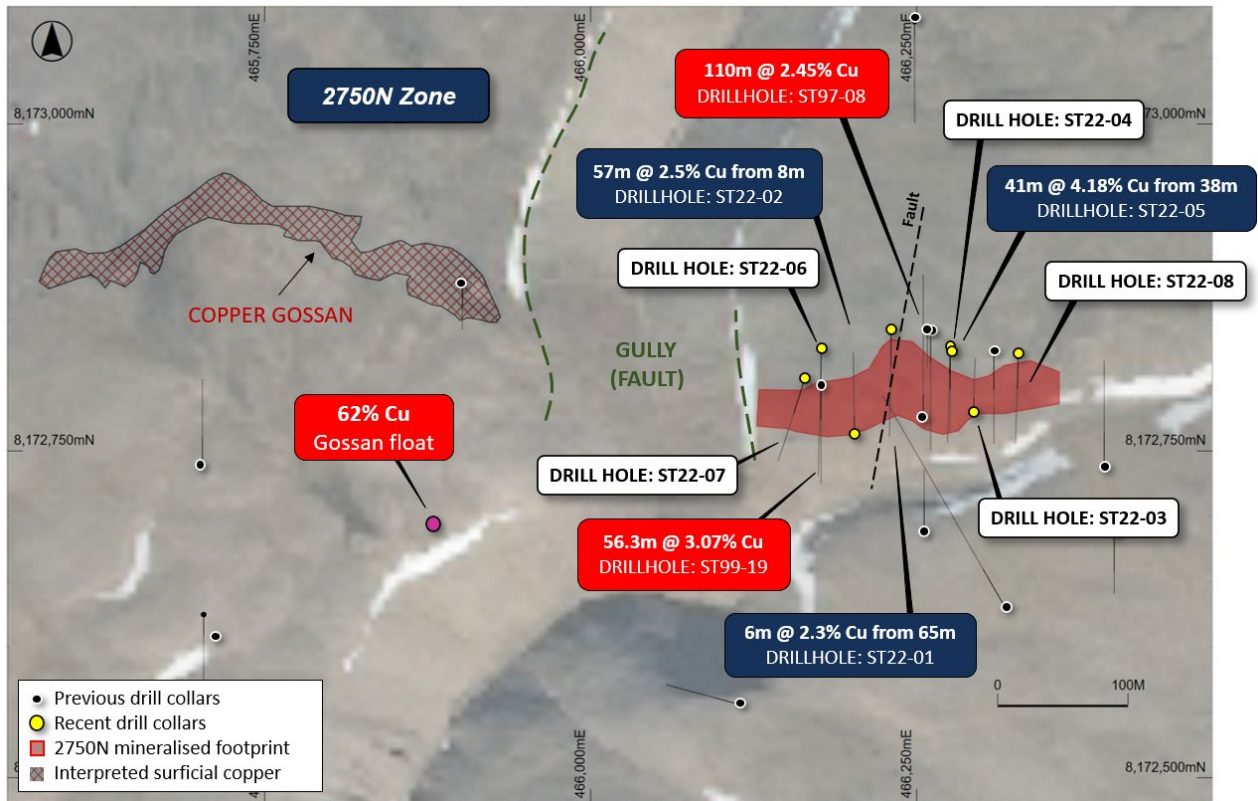 465,750mE
466,000mE
466,250mE
2750N Zone
110m @ 2.45% Cu
DRILLHOLE: ST97-08
8,173,000mN
8,173,000mN
DRILL HOLE: ST22-04
57m @ 2.5% Cu from 8m
DRILLHOLE: ST22-02
41m @ 4.18% Cu from 38m
DRILLHOLE: ST22-05
Fault
DRILL HOLE: ST22-06
DRILL HOLE: ST22-08
COPPER GOSSAN
GULLY
(FAULT)
62% Cu
Gossan float
8,172,750mN
8,172,750mN
DRILL HOLE: ST22-07
DRILL HOLE: ST22-03
56.3m @ 3.07% Cu
DRILLHOLE: ST99-19
6m @ 2.3% Cu from 65m
DRILLHOLE: ST22-01
Previous drill collars
Recent drill collars
2750N mineralised footprint
Interpreted surficial copper
0 100M
466,000mE
466,250mE
8,172,500mN